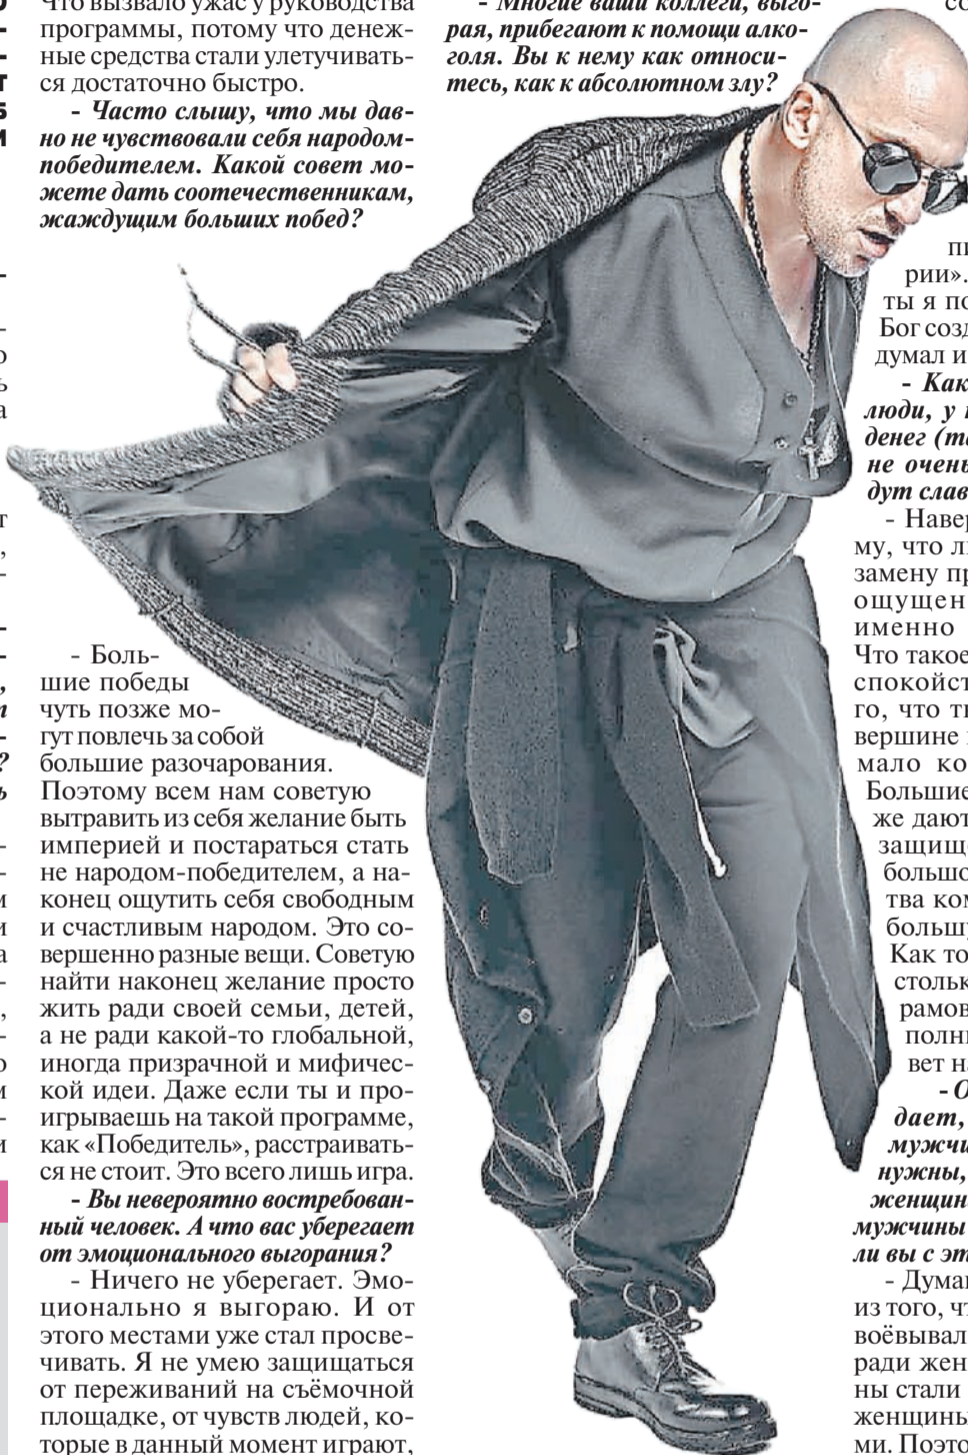 Что вызвало ужас у руководства
программы, потому что денеж-
ные средства стали улетучивать-
ся достаточно быстро.
- Часто слышу, что мы дав-
но не чувствовали себя народом-
победителем. Какой совет мо-
жете дать соотечественникам,
жаждущим больших побед?
- Боль-
шие победы
чуть позже мо-
гут повлечь за собой
большие разочарования.
Поэтому всем нам советую
вытравить из себя желание быть
империей и постараться стать
не народом-победителем, а на-
конец ощутить себя свободным
и счастливым народом. Это со-
вершенно разные вещи. Советую
найти наконец желание просто
жить ради своей семьи, детей,
а не ради какой-то глобальной,
иногда призрачной и мифичес-
кой идеи. Даже если ты и про-
игрываешь на такой программе,
как «Победитель», расстраивать-
ся не стоит. Это всего лишь игра.
- Вы невероятно востребован-
ный человек. А что вас уберегает
от эмоционального выгорания?
- Ничего не уберегает. Эмо-
ционально я выгораю. И от
этого местами уже стал просве-
чивать. Я не умею защищаться
от переживаний на съёмочной
площадке, от чувств людей, ко-
торые в данный момент играют,
- Многие ваши коллеги, выго-
рая, прибегают к помощи алко-
голя. Вы к нему как относи-
тесь, как к абсолютном злу?
рии».
ты я по
Бог созд
думал и
- Как
люди, у
денег (та
не очень
дут слав
- Навер
му, что л
замену пр
ощущен
именно
Что такое
спокойст
го, что т
вершине
мало ко
Большие
же дают
защищ
большо
тва ком
больш
Как то
стольк
рамов
полн
вет н
- О
дает,
мужчи
нужны,
женщин
мужчины
ли вы с эт
- Дума
из того, чт
воёвывал
ради жен
ны стали
женщины
ми. Поэто